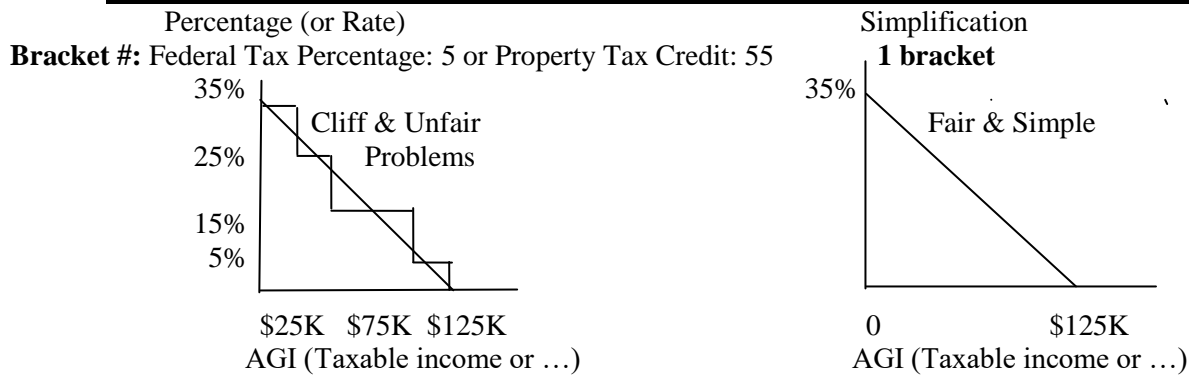 Percentage (or Rate) Simplification
Bracket #: Federal Tax Percentage: 5 or Property Tax Credit: 55 1 bracket
35% 35%
Cliff & Unfair Fair & Simple
Problems
25%
15%
5%
$25K $75K $125K 0 $125K
AGI (Taxable income or …) AGI (Taxable income or …)